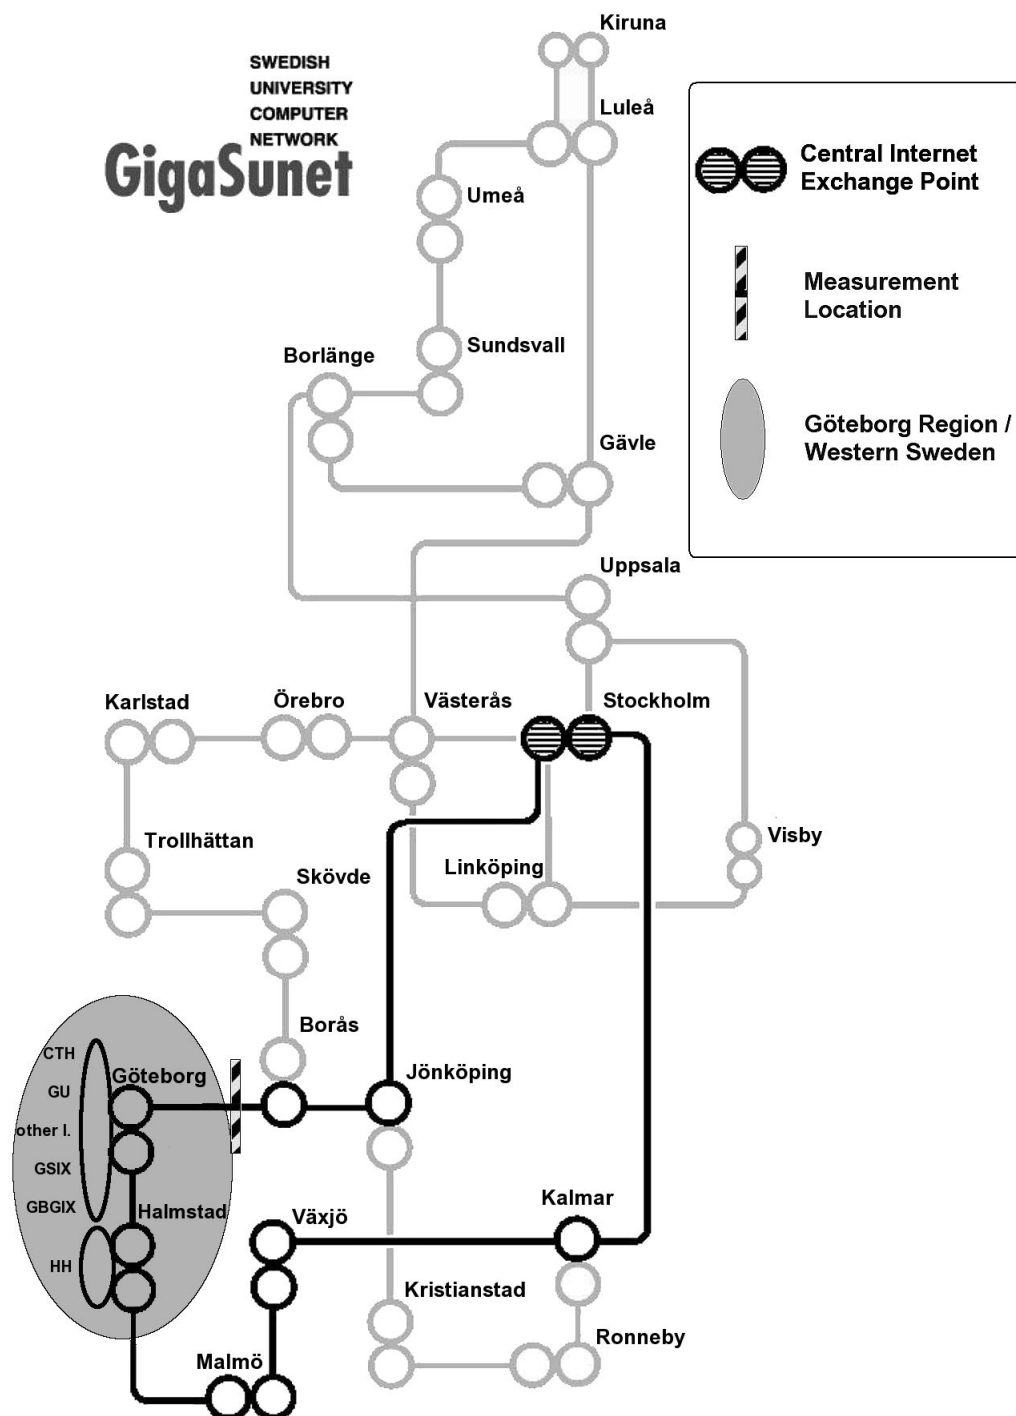 Kiruna
SWEDISH
UNIVERSITY
COMPUTER
NETWORK
GigaSunet
Luleå
Central Internet
Exchange Point
Umeå
Measurement
Location
Borlänge
Sundsvall
Göteborg Region /
Western Sweden
Gävle
Uppsala
Karlstad
Örebro
Västerås
Stockholm
Trollhättan
Visby
Skövde
Linköping
Borås
CTH
Göteborg
Jönköping
GU
other I.
GSIX
GBGIX
Halmstad
Växjö
Kalmar
HH
Kristianstad
Ronneby
Malmö